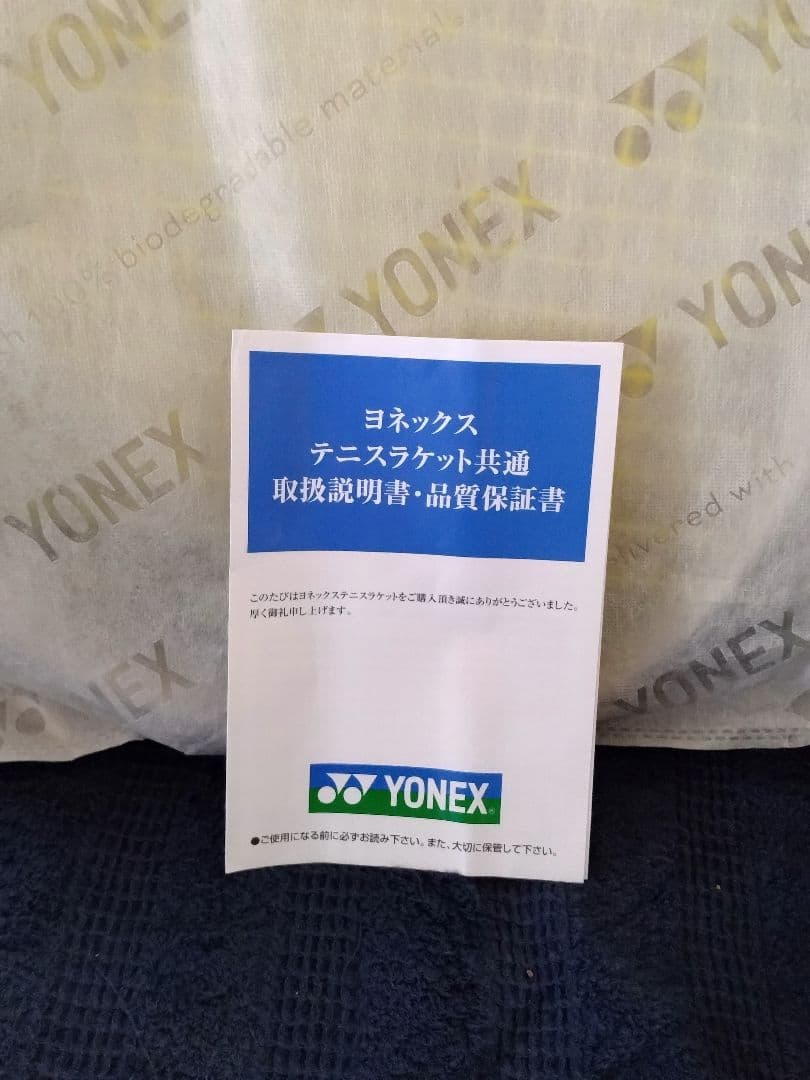 YONEX
with 100% biodegradable materials.
YONEX
YONEX
YONEX
delivered with
YONEX
YONEX
ヨネックス
テニスラケット共通
取扱説明書・品質保証書
このたびはヨネックステニスラケットをご購入頂き誠にありがとうございました。
厚く御礼申し上げます。
YONEX®
●ご使用になる前に必ずお読み下さい。また、大切に保管して下さい。